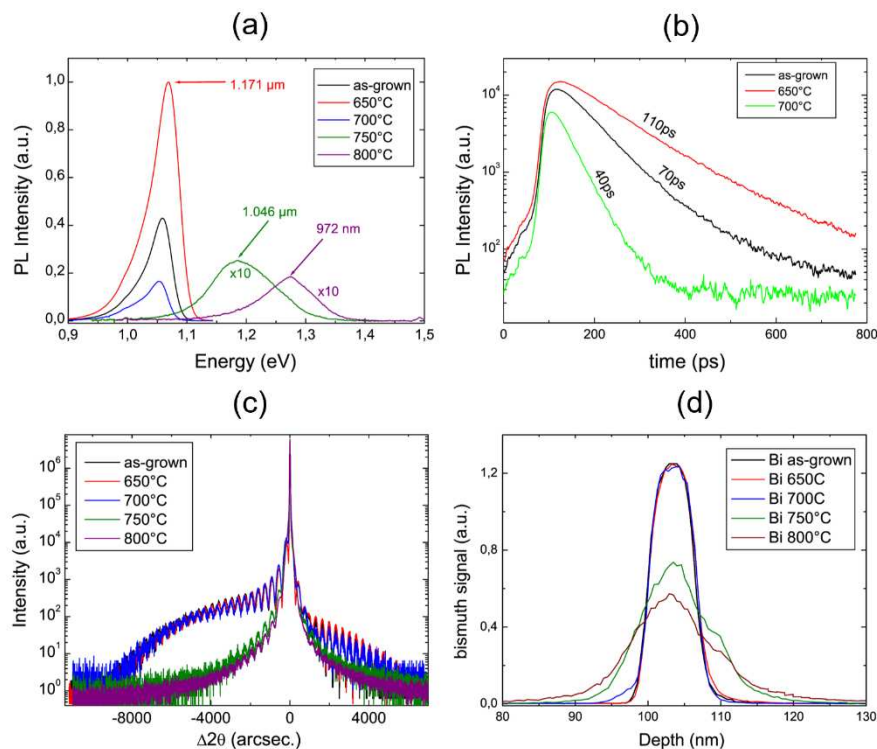 (a)
PL Intensity (a.u.)
1,0
0,8
0,6
0,4
0,2
0,0
1.171 µm
as-grown
650°C
700°C
750°C
800°C
1.046 µm
972 nm
x10
x10
0,9 1,0 1,1 1,2 1,3 1,4 1,5
Energy (eV)
(b)
PL Intensity (a.u.)
10⁴
10³
10²
as-grown
650°C
700°C
110ps
70ps
40ps
0 200 400 600 800
time (ps)
(c)
Intensity (a.u.)
10⁶
10⁵
10⁴
10³
10²
10¹
10⁰
as-grown
650°C
700°C
750°C
800°C
-8000 -4000 0 4000
Δ2θ (arcsec.)
(d)
bismuth signal (a.u.)
1,2
0,8
0,4
0,0
Bi as-grown
Bi 650C
Bi 700C
Bi 750°C
Bi 800°C
80 90 100 110 120 130
Depth (nm)